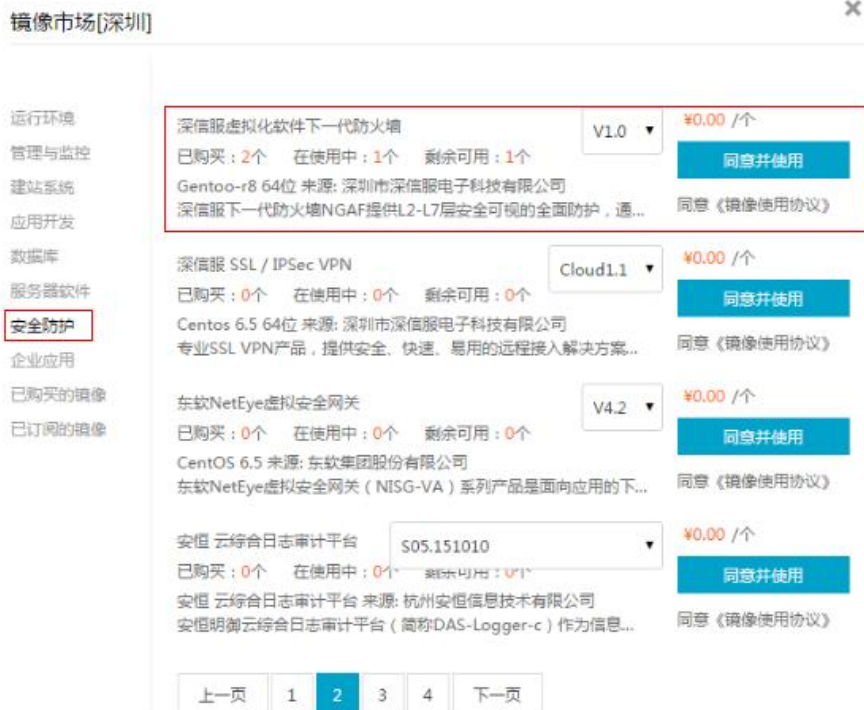 镜像市场[深圳]
×
运行环境
管理与监控
建站系统
应用开发
数据库
服务器软件
安全防护
企业应用
已购买的镜像
已订阅的镜像
深信服虚拟化软件下一代防火墙
V1.0
¥0.00 /个
已购买：2个 在使用中：1个 剩余可用：1个
同意并使用
Gentoo-r8 64位 来源: 深圳市深信服电子科技有限公司
深信服下一代防火墙NGAF提供L2-L7层安全可视的全面防护，通...
同意《镜像使用协议》
深信服 SSL / IPSec VPN
Cloud1.1
¥0.00 /个
已购买：0个 在使用中：0个 剩余可用：0个
同意并使用
Centos 6.5 64位 来源: 深圳市深信服电子科技有限公司
专业SSL VPN产品，提供安全、快速、易用的远程接入解决方案...
同意《镜像使用协议》
东软NetEye虚拟安全网关
V4.2
¥0.00 /个
已购买：0个 在使用中：0个 剩余可用：0个
同意并使用
CentOS 6.5 来源: 东软集团股份有限公司
东软NetEye虚拟安全网关（NISG-VA）系列产品是面向应用的下...
同意《镜像使用协议》
安恒 云综合日志审计平台
S05.151010
¥0.00 /个
已购买：0个 在使用中：0个 剩余可用：0个
同意并使用
安恒 云综合日志审计平台 来源: 杭州安恒信息技术有限公司
安恒明御云综合日志审计平台（简称DAS-Logger-c）作为信息...
同意《镜像使用协议》
上一页 1 2 3 4 下一页